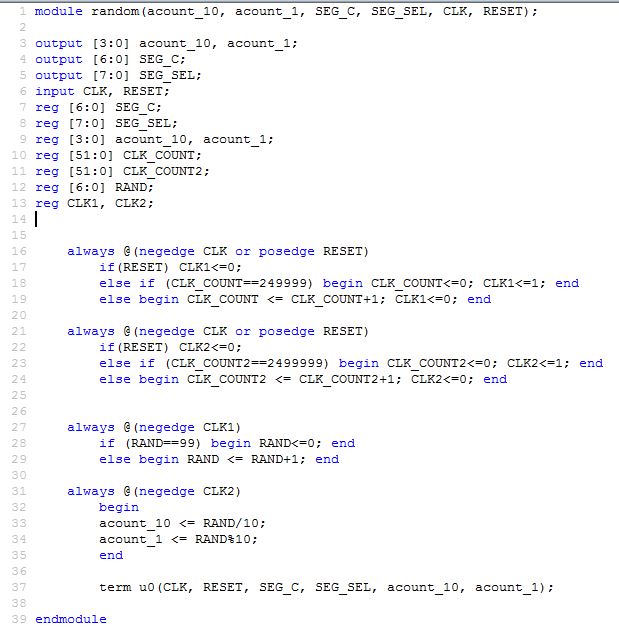 1 module random(acount_10, acount_1, SEG_C, SEG_SEL, CLK, RESET);
2
3 output [3:0] acount_10, acount_1;
4 output [6:0] SEG_C;
5 output [7:0] SEG_SEL;
6 input CLK, RESET;
7 reg [6:0] SEG_C;
8 reg [7:0] SEG_SEL;
9 reg [3:0] acount_10, acount_1;
10 reg [51:0] CLK_COUNT;
11 reg [51:0] CLK_COUNT2;
12 reg [6:0] RAND;
13 reg CLK1, CLK2;
14
15
16 always @(negedge CLK or posedge RESET)
17 if(RESET) CLK1<=0;
18 else if (CLK_COUNT==249999) begin CLK_COUNT<=0; CLK1<=1; end
19 else begin CLK_COUNT <= CLK_COUNT+1; CLK1<=0; end
20
21 always @(negedge CLK or posedge RESET)
22 if(RESET) CLK2<=0;
23 else if (CLK_COUNT2==2499999) begin CLK_COUNT2<=0; CLK2<=1; end
24 else begin CLK_COUNT2 <= CLK_COUNT2+1; CLK2<=0; end
25
26
27 always @(negedge CLK1)
28 if (RAND==99) begin RAND<=0; end
29 else begin RAND <= RAND+1; end
30
31 always @(negedge CLK2)
32 begin
33 acount_10 <= RAND/10;
34 acount_1 <= RAND%10;
35 end
36
37 term u0(CLK, RESET, SEG_C, SEG_SEL, acount_10, acount_1);
38
39 endmodule